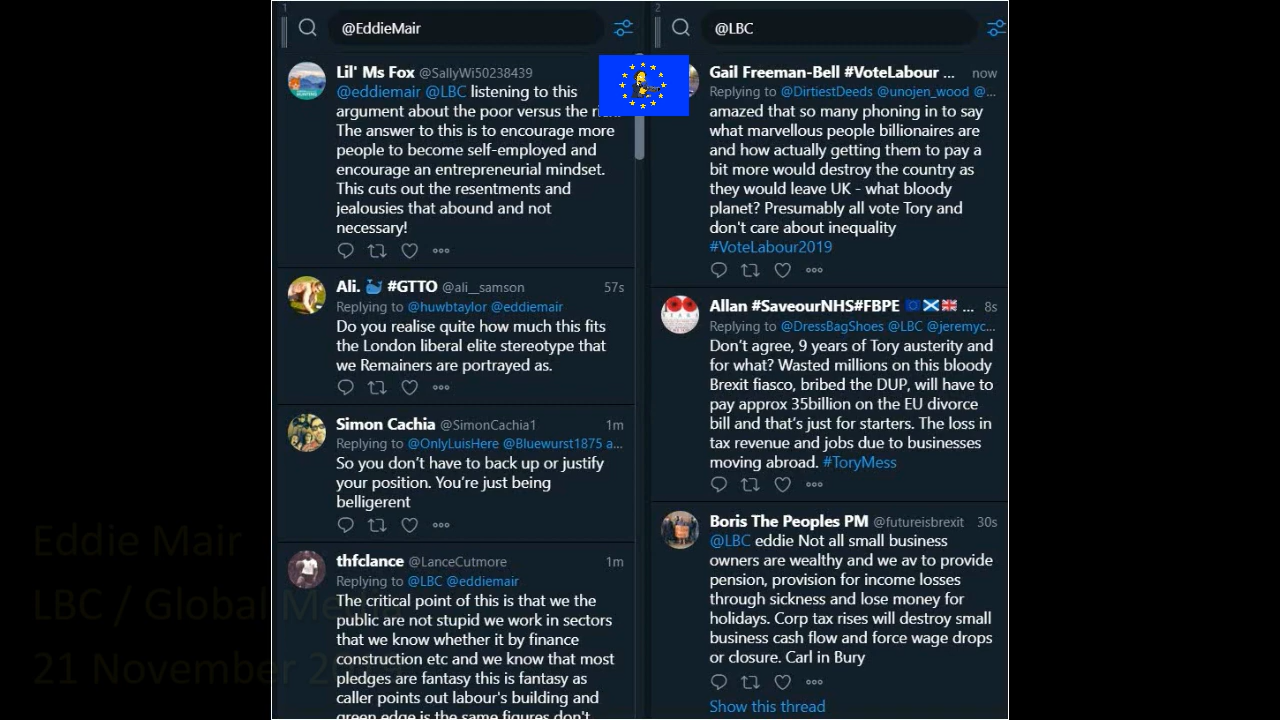 1
@EddieMair
Lil' Ms Fox @SallyWi50238439
@eddiemair @LBC listening to this
argument about the poor versus the
The answer to this is to encourage more
people to become self-employed and
encourage an entrepreneurial mindset.
This cuts out the resentments and
jealousies that abound and not
necessary!
Ali. 🐳 #GTTO @ali__samson 57s
Replying to @huwbtaylor @eddiemair
Do you realise quite how much this fits
the London liberal elite stereotype that
we Remainers are portrayed as.
Simon Cachia @SimonCachia1 1m
Replying to @OnlyLuisHere @Bluewurst1875 a...
So you don't have to back up or justify
your position. You're just being
belligerent
thfclance @LanceCutmore 1m
Replying to @LBC @eddiemair
The critical point of this is that we the
public are not stupid we work in sectors
that we know whether it by finance
construction etc and we know that most
pledges are fantasy this is fantasy as
caller points out labour's building and
green edge is the same figures don't
2
@LBC
Gail Freeman-Bell #VoteLabour ... now
Replying to @DirtiestDeeds @unojen_wood @...
amazed that so many phoning in to say
what marvellous people billionaires are
and how actually getting them to pay a
bit more would destroy the country as
they would leave UK - what bloody
planet? Presumably all vote Tory and
don't care about inequality
#VoteLabour2019
Allan #SaveourNHS#FBPE 🇪🇺🏴󠁧󠁢󠁳󠁣󠁴󠁿🇬🇧 ... 8s
Replying to @DressBagShoes @LBC @jeremyc...
Don't agree, 9 years of Tory austerity and
for what? Wasted millions on this bloody
Brexit fiasco, bribed the DUP, will have to
pay approx 35billion on the EU divorce
bill and that's just for starters. The loss in
tax revenue and jobs due to businesses
moving abroad. #ToryMess
Boris The Peoples PM @futureisbrexit 30s
@LBC eddie Not all small business
owners are wealthy and we av to provide
pension, provision for income losses
through sickness and lose money for
holidays. Corp tax rises will destroy small
business cash flow and force wage drops
or closure. Carl in Bury
Show this thread
Eddie Mair
LBC / Global Media
21 November